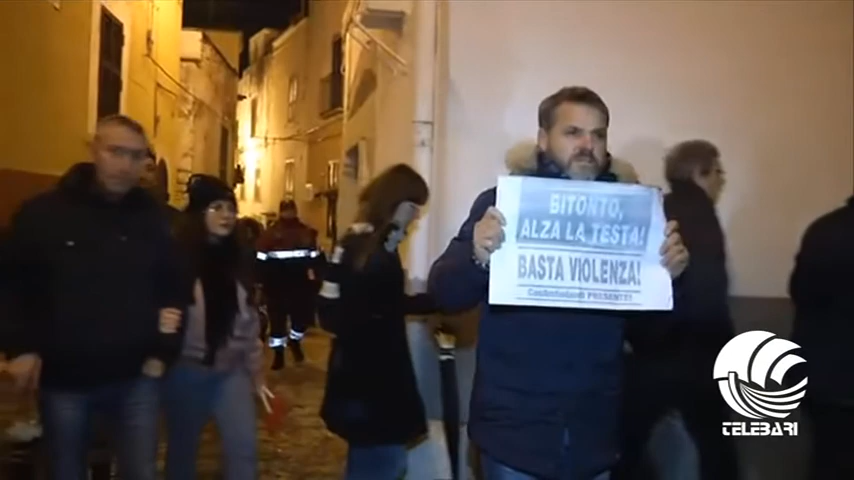 BITONTO,
ALZA LA TESTA!
BASTA VIOLENZA!
PRESENTE!
TELEBARI